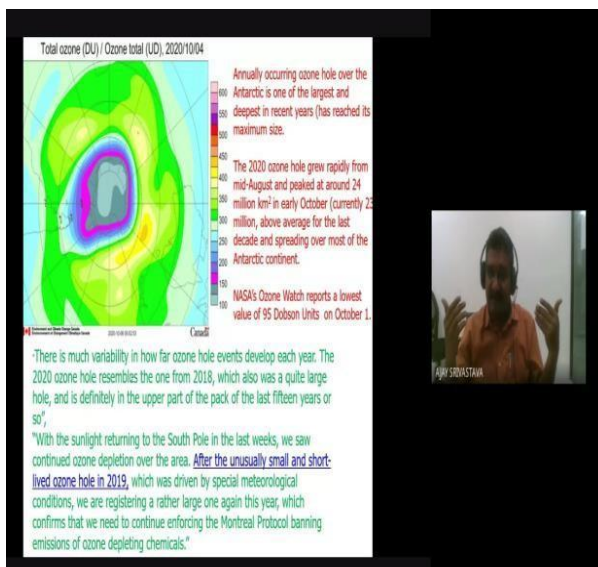 Total ozone (DU) / Ozone total (UD), 2020/10/04
600
550
500
450
400
350
300
250
200
150
100
Environment and Climate Change Canada
Canada
Annually occurring ozone hole over the
Antarctic is one of the largest and
deepest in recent years (has reached its
maximum size.
The 2020 ozone hole grew rapidly from
mid-August and peaked at around 24
million km² in early October (currently 23
million, above average for the last
decade and spreading over most of the
Antarctic continent.
NASA's Ozone Watch reports a lowest
value of 95 Dobson Units on October 1.
AJAY SRIVASTAVA
"There is much variability in how far ozone hole events develop each year. The
2020 ozone hole resembles the one from 2018, which also was a quite large
hole, and is definitely in the upper part of the pack of the last fifteen years or
so",
"With the sunlight returning to the South Pole in the last weeks, we saw
continued ozone depletion over the area. After the unusually small and short-
lived ozone hole in 2019, which was driven by special meteorological
conditions, we are registering a rather large one again this year, which
confirms that we need to continue enforcing the Montreal Protocol banning
emissions of ozone depleting chemicals."